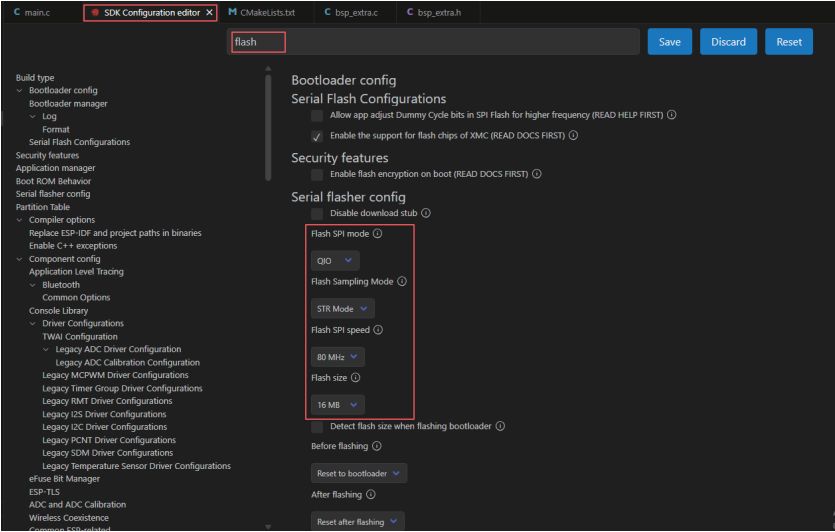 main.c
SDK Configuration editor
CMakeLists.txt
bsp_extra.c
bsp_extra.h
flash
Save
Discard
Reset
Build type
Bootloader config
Bootloader manager
Log
Format
Serial Flash Configurations
Security features
Application manager
Boot ROM Behavior
Serial flasher config
Partition Table
Compiler options
Replace ESP-IDF and project paths in binaries
Enable C++ exceptions
Component config
Application Level Tracing
Bluetooth
Common Options
Console Library
Driver Configurations
TWAI Configuration
Legacy ADC Driver Configuration
Legacy ADC Calibration Configuration
Legacy MCPWM Driver Configurations
Legacy Timer Group Driver Configurations
Legacy RMT Driver Configurations
Legacy I2S Driver Configurations
Legacy I2C Driver Configurations
Legacy PCNT Driver Configurations
Legacy SDM Driver Configurations
Legacy Temperature Sensor Driver Configurations
eFuse Bit Manager
ESP-TLS
ADC and ADC Calibration
Wireless Coexistence
Common ESP-related
Bootloader config
Serial Flash Configurations
Allow app adjust Dummy Cycle bits in SPI Flash for higher frequency (READ HELP FIRST)
Enable the support for flash chips of XMC (READ DOCS FIRST)
Security features
Enable flash encryption on boot (READ DOCS FIRST)
Serial flasher config
Disable download stub
Flash SPI mode
QIO
Flash Sampling Mode
STR Mode
Flash SPI speed
80 MHz
Flash size
16 MB
Detect flash size when flashing bootloader
Before flashing
Reset to bootloader
After flashing
Reset after flashing